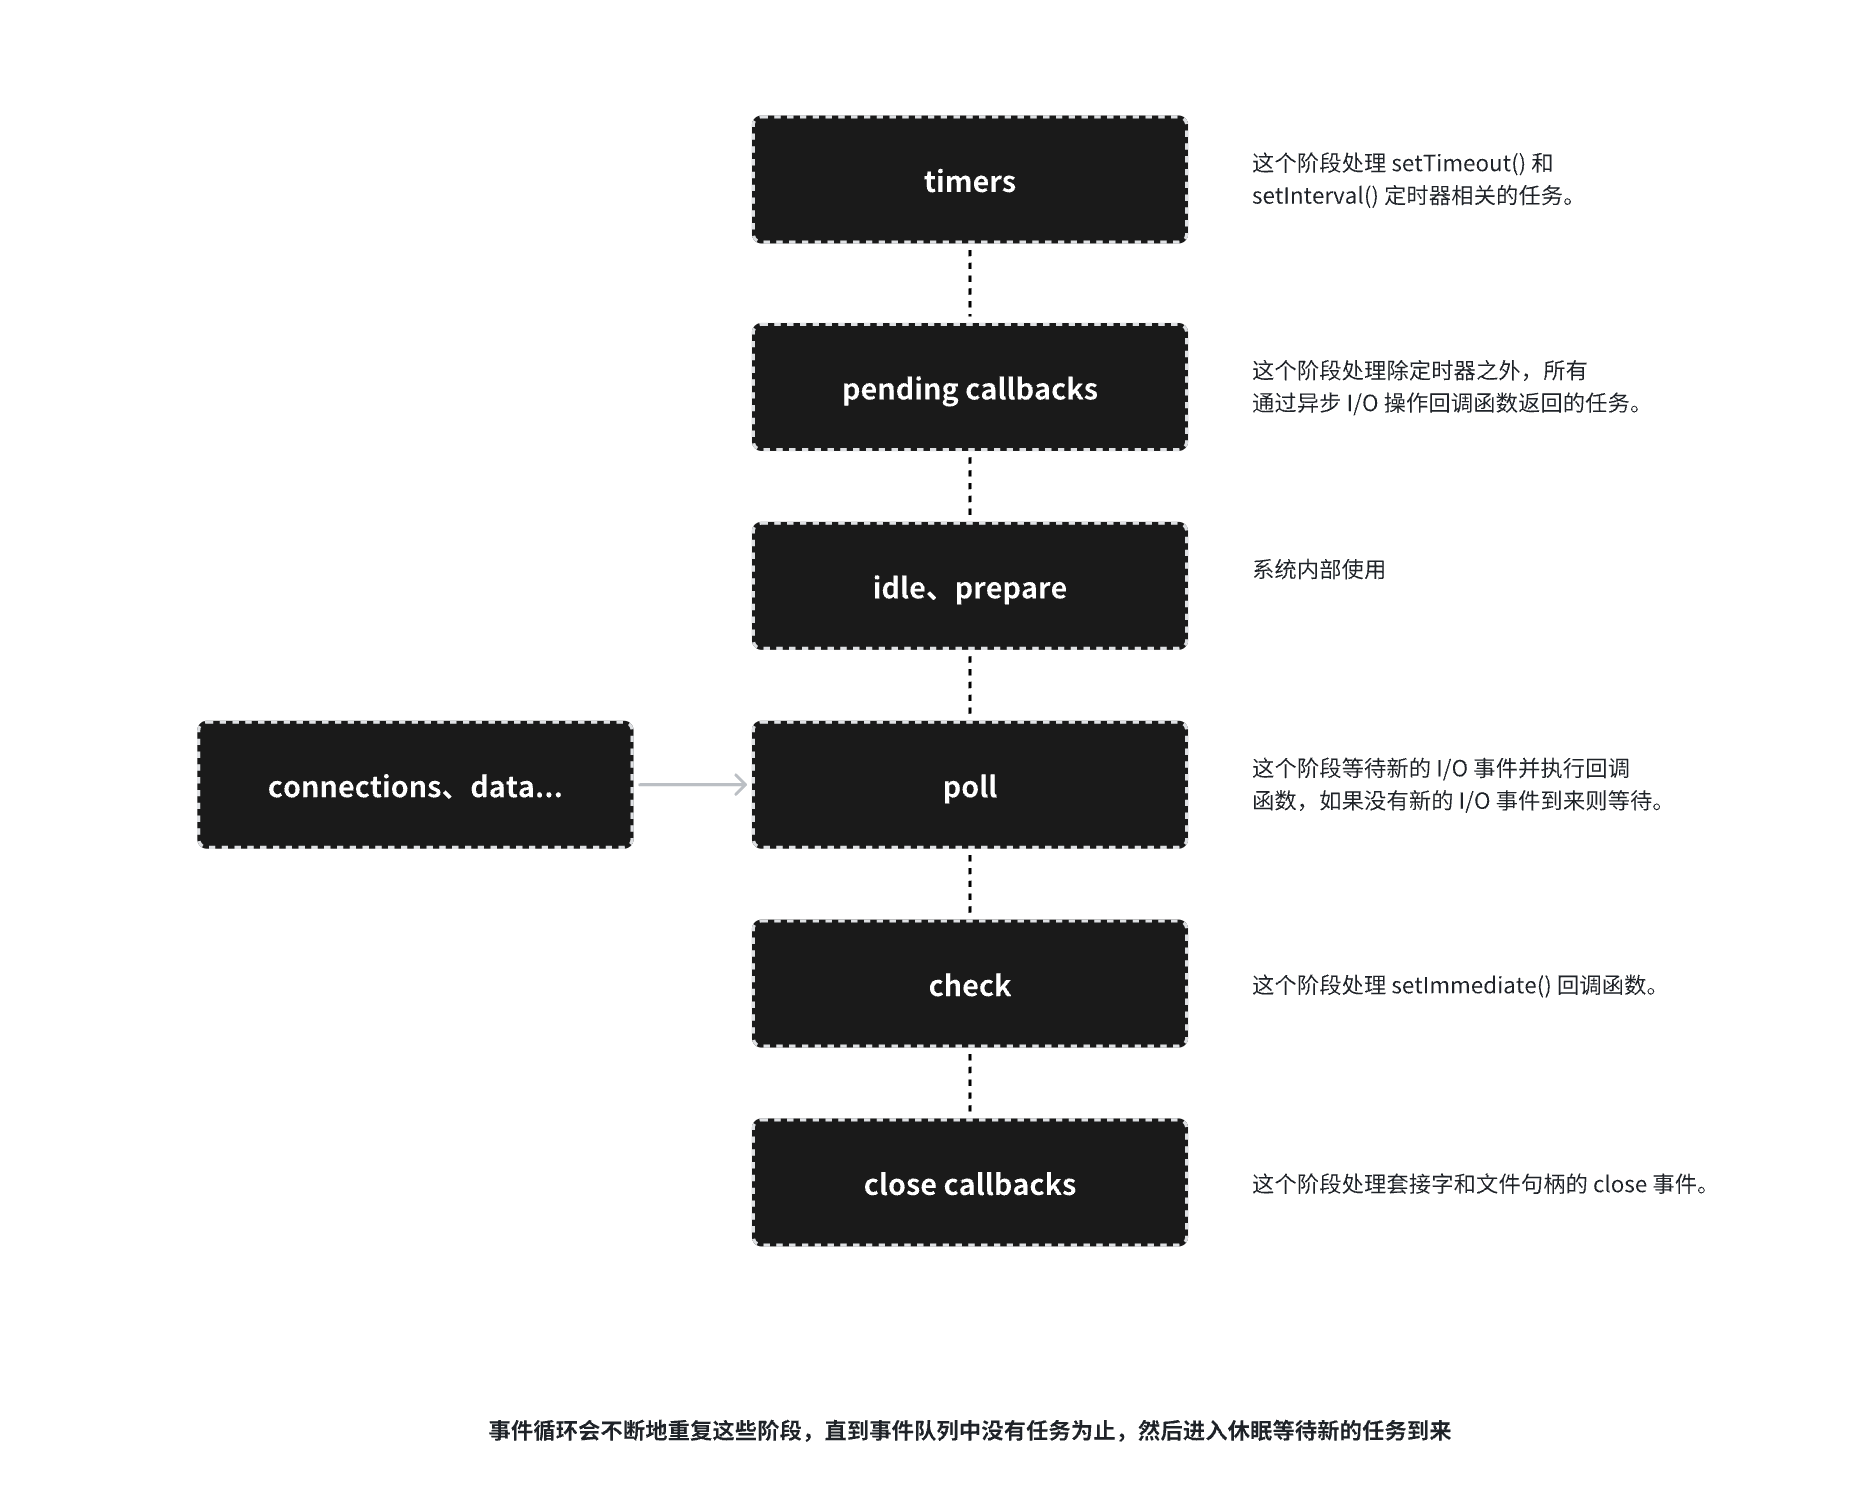 timers
这个阶段处理 setTimeout() 和
setInterval() 定时器相关的任务。
pending callbacks
这个阶段处理除定时器之外，所有
通过异步 I/O 操作回调函数返回的任务。
idle、prepare
系统内部使用
connections、data...
poll
这个阶段等待新的 I/O 事件并执行回调
函数，如果没有新的 I/O 事件到来则等待。
check
这个阶段处理 setImmediate() 回调函数。
close callbacks
这个阶段处理套接字和文件句柄的 close 事件。
事件循环会不断地重复这些阶段，直到事件队列中没有任务为止，然后进入休眠等待新的任务到来